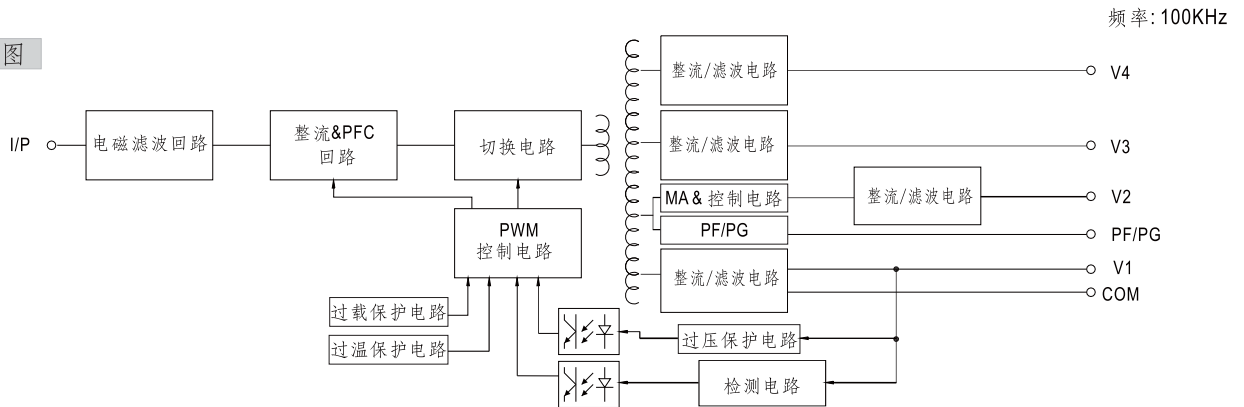 频率: 100KHz
图
I/P
电磁滤波回路
整流&PFC
回路
切换电路
整流/滤波电路
V4
整流/滤波电路
V3
MA & 控制电路
整流/滤波电路
V2
PF/PG
PF/PG
PWM
控制电路
整流/滤波电路
V1
COM
过载保护电路
过温保护电路
过压保护电路
检测电路